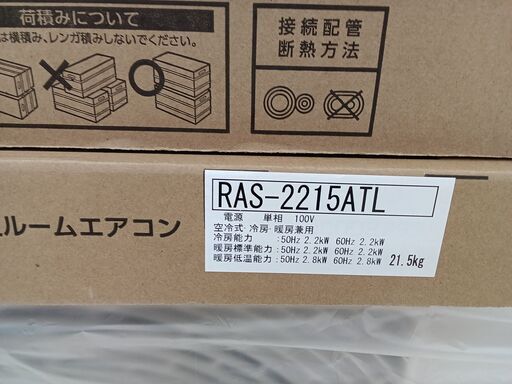 荷積みについて
は横積み、レンガ積みしないでください。
接続配管
断熱方法
ルームエアコン
RAS-2215ATL
電源 単相 100V
空冷式・冷房・暖房兼用
冷房能力 :50Hz 2.2kW 60Hz 2.2kW
暖房標準能力:50Hz 2.2kW 60Hz 2.2kW
暖房低温能力:50Hz 2.8kW 60Hz 2.8kW 21.5kg